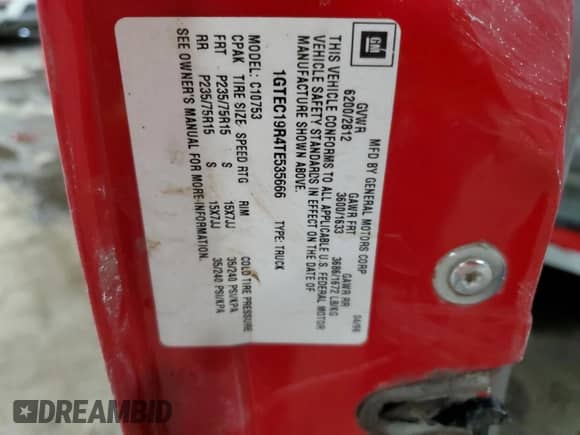 GM
MFD BY GENERAL MOTORS CORP 04/96
GVWR GAWR FRT GAWR RR
6200/2812 3600/1633 3686/1672 LB/KG
THIS VEHICLE CONFORMS TO ALL APPLICABLE U.S. FEDERAL MOTOR
VEHICLE SAFETY STANDARDS IN EFFECT ON THE DATE OF
MANUFACTURE SHOWN ABOVE.
1GTEC19R4TE535666 TYPE: TRUCK
MODEL: C10753
CPAK TIRE SIZE SPEED RTG RIM COLD TIRE PRESSURE
FRT P235/75R15 S 15X7JJ 35/240 PSI/KPA
RR P235/75R15 S 15X7JJ 35/240 PSI/KPA
SEE OWNER'S MANUAL FOR MORE INFORMATION.
DREAMBID